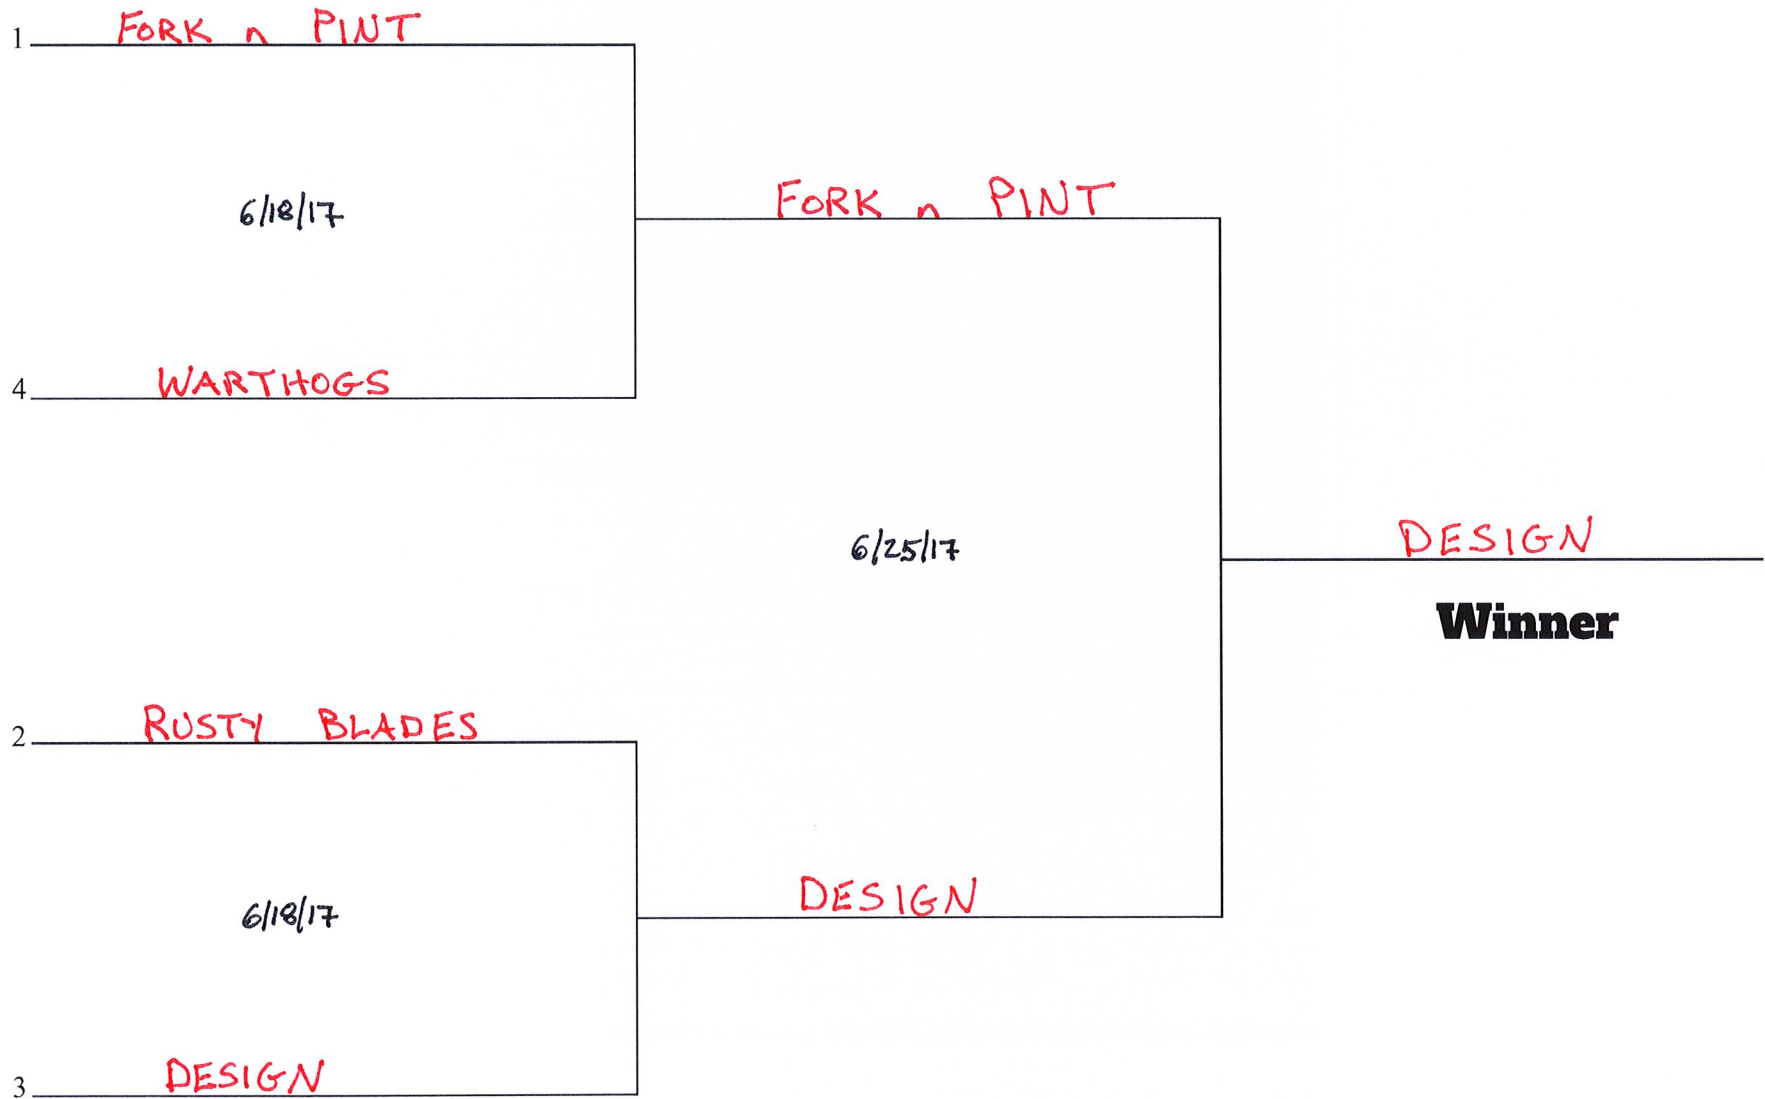 1 FORK n PINT
6/18/17
4 WARTHOGS
FORK n PINT
6/25/17
DESIGN
Winner
2 RUSTY BLADES
6/18/17
3 DESIGN
DESIGN